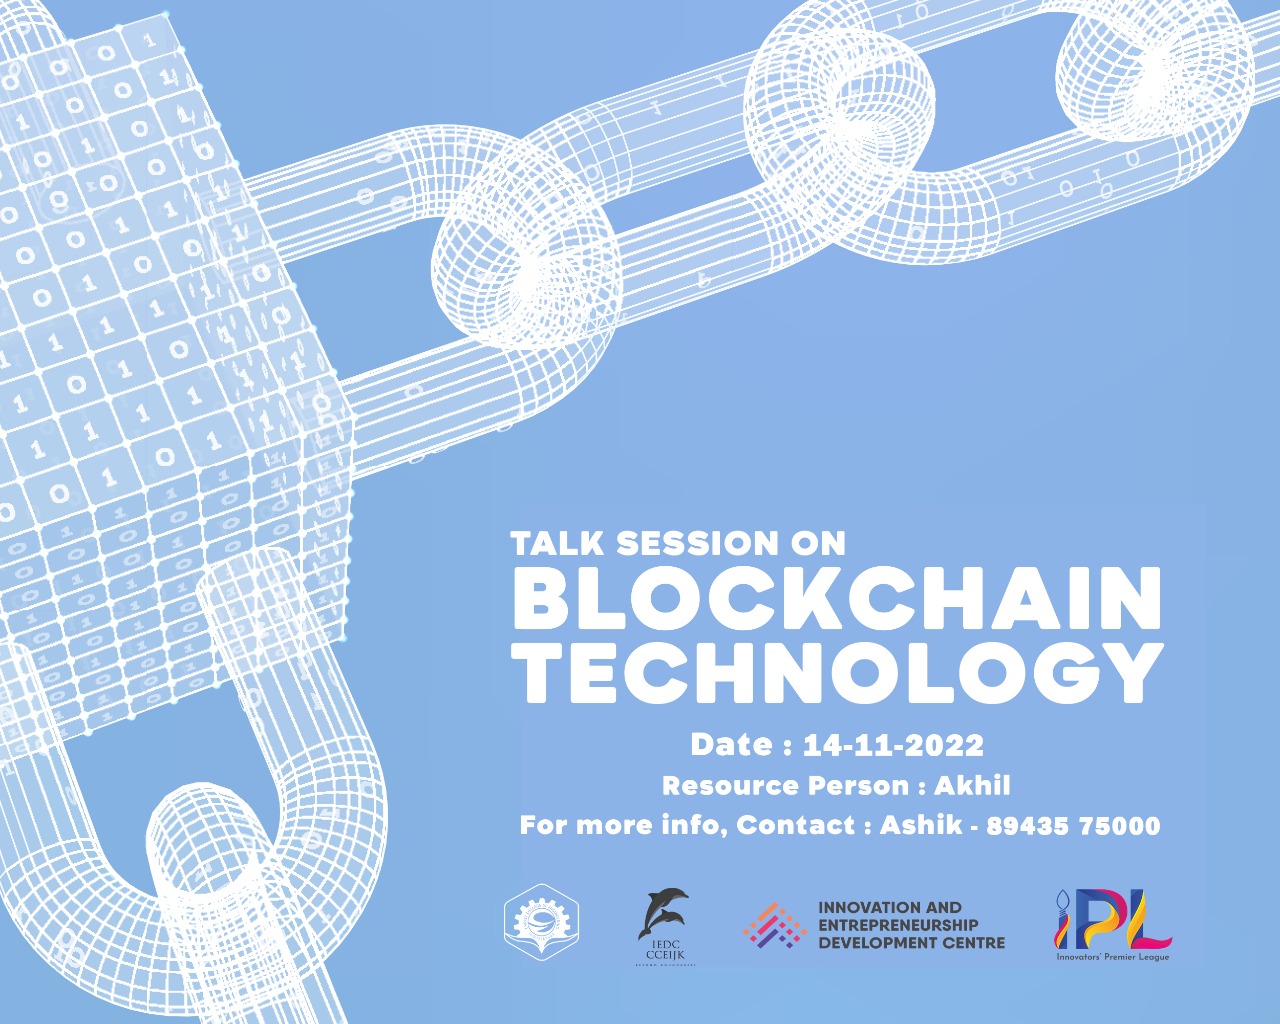 TALK SESSION ON
BLOCKCHAIN
TECHNOLOGY
Date : 14-11-2022
Resource Person : Akhil
For more info, Contact : Ashik - 89435 75000
IEDC
CCEIJK
INNOVATION AND
ENTREPRENEURSHIP
DEVELOPMENT CENTRE
iPL
Innovators' Premier League